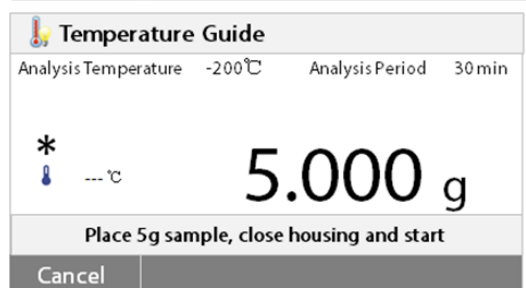 Temperature Guide
Analysis Temperature -200℃ Analysis Period 30 min
*
--- ℃ 5.000 g
Place 5g sample, close housing and start
Cancel